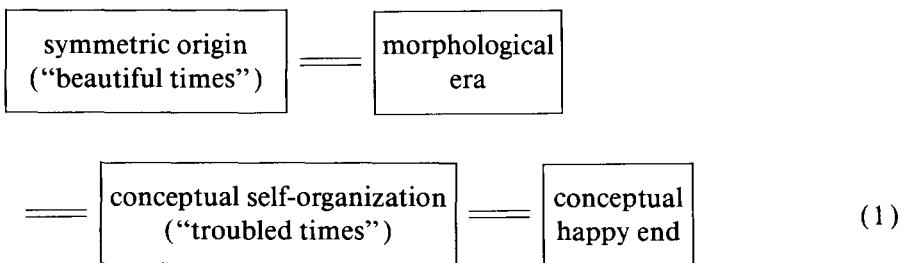 symmetric origin
("beautiful times")
morphological
era
conceptual self-organization
("troubled times")
conceptual
happy end
(1)